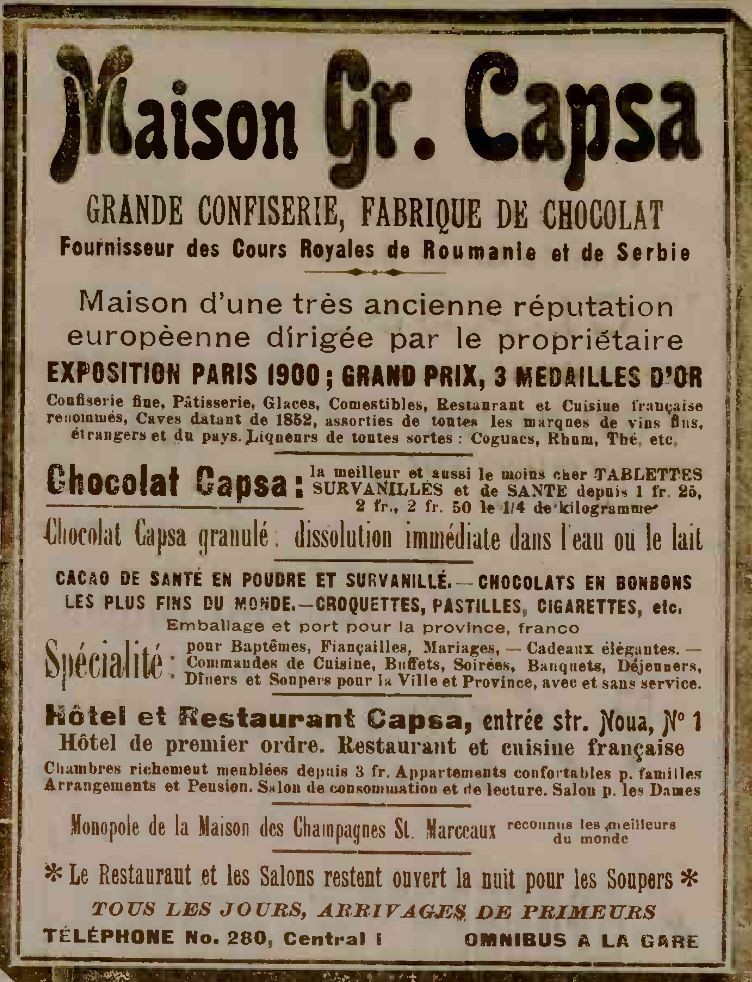 Maison Gr. Capsa
GRANDE CONFISERIE, FABRIQUE DE CHOCOLAT
Fournisseur des Cours Royales de Roumanie et de Serbie
Maison d'une très ancienne réputation
europèenne dirigée par le propriétaire
EXPOSITION PARIS 1900; GRAND PRIX, 3 MEDAILLES D'OR
Confiserie fine, Pâtisserie, Glaces, Comestibles, Restaurant et Cuisine française
renommés, Caves datant de 1852, assorties de toutes les marques de vins fins,
étrangers et du pays. Liqueurs de toutes sortes: Cognacs, Rhum, Thé, etc.
Chocolat Capsa: la meilleur et aussi le moins cher TABLETTES
SURVANILLÉS et de SANTE depuis 1 fr. 25,
2 fr., 2 fr. 50 le 1/4 de kilogramme
Chocolat Capsa granulé: dissolution immédiate dans l'eau ou le lait
CACAO DE SANTÉ EN POUDRE ET SURVANILLÉ.—CHOCOLATS EN BONBONS
LES PLUS FINS DU MONDE.—CROQUETTES, PASTILLES, CIGARETTES, etc.
Emballage et port pour la province, franco
Spécialité: pour Baptêmes, Fiançailles, Mariages, — Cadeaux élégantes. —
Commandes de Cuisine, Buffets, Soirées, Banquets, Déjeuners,
Dîners et Soupers pour la Ville et Province, avec et sans service.
Hôtel et Restaurant Capsa, entrée str. Noua, Nº 1
Hôtel de premier ordre. Restaurant et cuisine française
Chambres richement meublées depuis 3 fr. Appartements confortables p. familles
Arrangements et Pension. Salon de consommation et de lecture. Salon p. les Dames
Monopole de la Maison des Champagnes St. Marceaux reconnus les meilleurs
du monde
* Le Restaurant et les Salons restent ouvert la nuit pour les Soupers *
TOUS LES JOURS, ARRIVAGES DE PRIMEURS
TÉLÉPHONE No. 280, Central I OMNIBUS A LA GARE